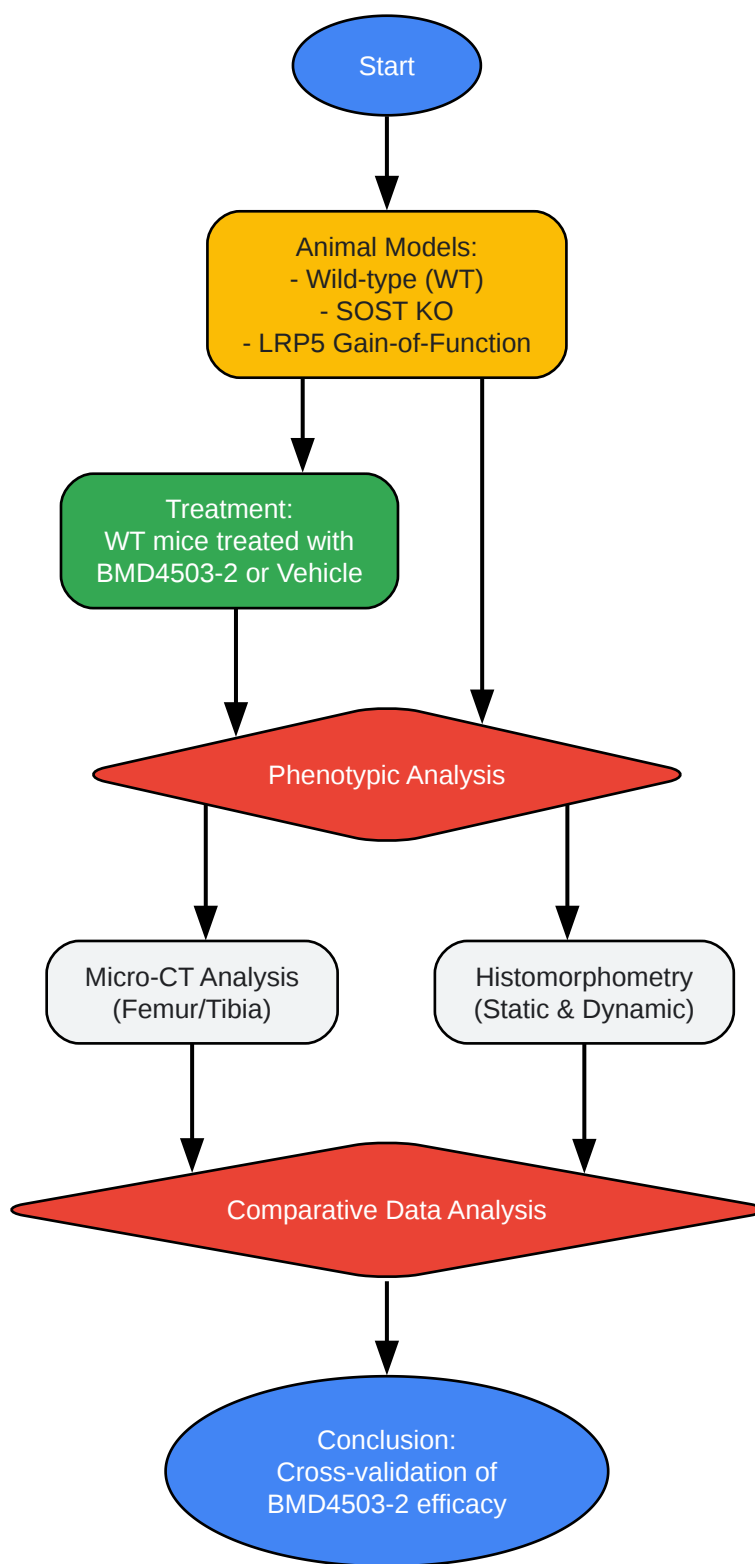 Start
Animal Models:
- Wild-type (WT)
- SOST KO
- LRP5 Gain-of-Function
Treatment:
WT mice treated with
BMD4503-2 or Vehicle
Phenotypic Analysis
Micro-CT Analysis
(Femur/Tibia)
Histomorphometry
(Static & Dynamic)
Comparative Data Analysis
Conclusion:
Cross-validation of
BMD4503-2 efficacy